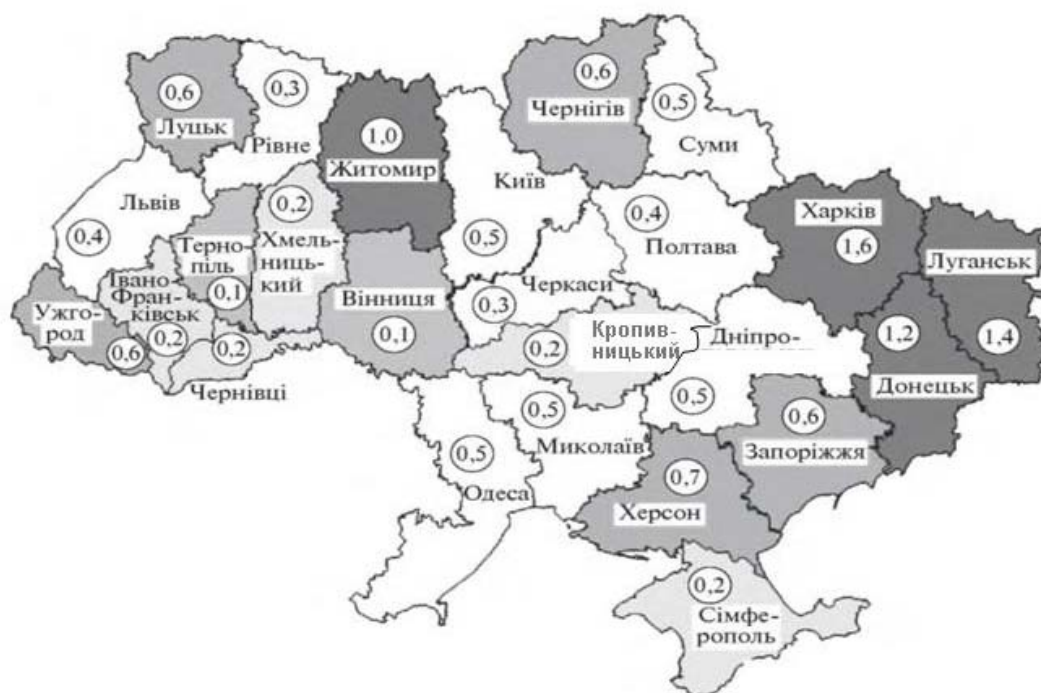 0,6
Луцьк
0,3
Рівне
1,0
Житомир
Київ
0,5
0,6
Чернігів
0,5
Суми
Львів
0,4
Терно-
піль
0,1
0,2
Хмель-
ниць-
кий
Вінниця
0,1
Черкаси
0,3
0,4
Полтава
Харків
1,6
Луганськ
1,4
Ужго-
род
0,6
Івано-
Фран-
ківськ
0,2
0,2
Чернівці
0,2
Кропив-
ницький
Дніпро-
0,5
1,2
Донецьк
0,5
Одеса
0,5
Миколаїв
0,6
Запоріжжя
0,7
Херсон
0,2
Сімфе-
рополь